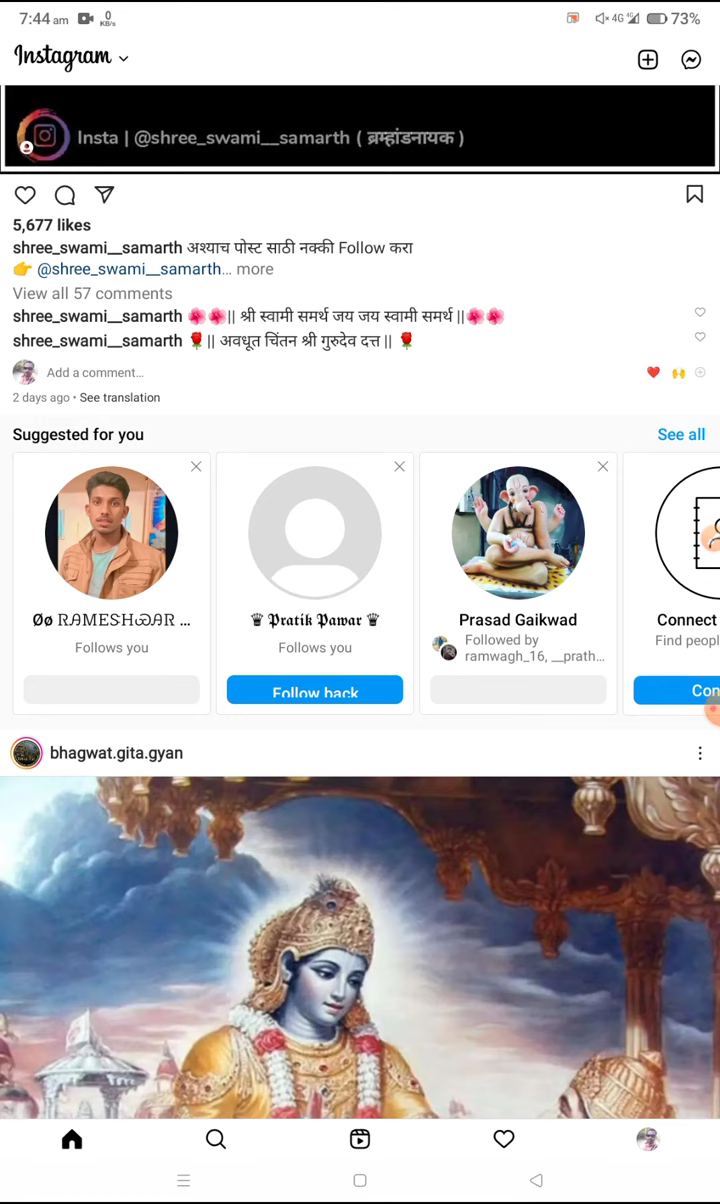 7:44 am 0 KB/s 4G 4G 73%
Instagram
Insta | @shree_swami__samarth ( ब्रम्हांडनायक )
5,677 likes
shree_swami__samarth अश्याच पोस्ट साठी नक्की Follow करा
👉 @shree_swami__samarth... more
View all 57 comments
shree_swami__samarth 🌺🌺|| श्री स्वामी समर्थ जय जय स्वामी समर्थ ||🌺🌺
shree_swami__samarth 🌹|| अवधूत चिंतन श्री गुरुदेव दत्त || 🌹
Add a comment...
2 days ago • See translation
Suggested for you See all
Øø RAMESHWAR ...
Follows you
♛ 𝕻𝖗𝖆𝖙𝖎𝖐 𝕻𝖆𝖜𝖆𝖗 ♛
Follows you
Follow back
Prasad Gaikwad
Followed by
ramwagh_16, __prath...
Connect
Find peopl
Con
bhagwat.gita.gyan